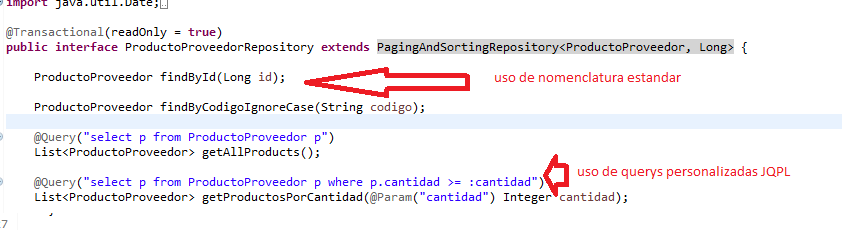 import java.util.Date;
@Transactional(readOnly = true)
public interface ProductoProveedorRepository extends PagingAndSortingRepository<ProductoProveedor, Long> {
ProductoProveedor findById(Long id);
uso de nomenclatura estandar
ProductoProveedor findByCodigoIgnoreCase(String codigo);
@Query("select p from ProductoProveedor p")
List<ProductoProveedor> getAllProducts();
uso de querys personalizadas JQPL
@Query("select p from ProductoProveedor p where p.cantidad >= :cantidad")
List<ProductoProveedor> getProductosPorCantidad(@Param("cantidad") Integer cantidad);
}